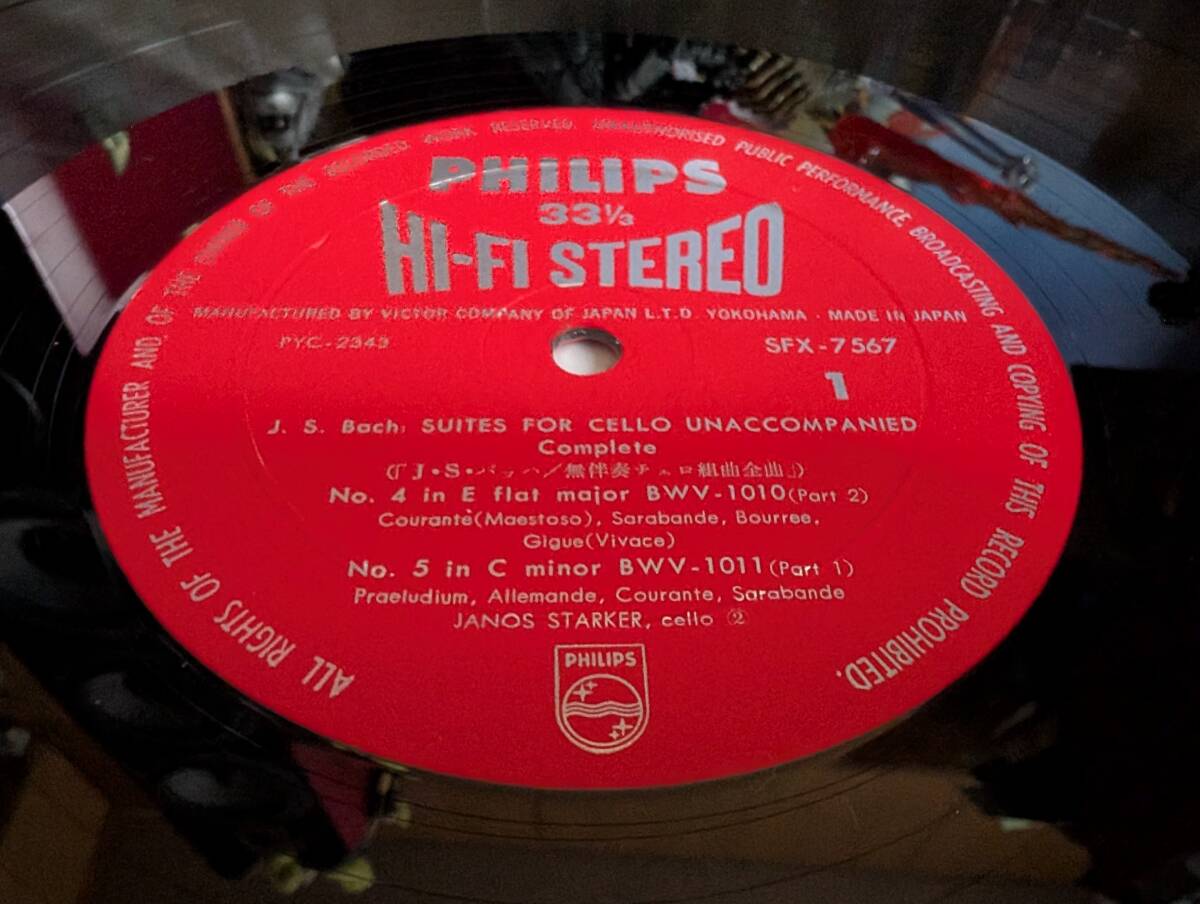 ALL RIGHTS OF THE MANUFACTURER AND OF THE OWNER OF THE RECORDED WORK RESERVED. UNAUTHORISED PUBLIC PERFORMANCE, BROADCASTING AND COPYING OF THIS RECORD PROHIBITED.
PHILIPS
33⅓
HI-FI STEREO
MANUFACTURED BY VICTOR COMPANY OF JAPAN L.T.D. YOKOHAMA · MADE IN JAPAN
PYC-2343 SFX-7567
1
J. S. Bach: SUITES FOR CELLO UNACCOMPANIED
Complete
(「J・S・バッハ/無伴奏チェロ組曲全曲」)
No. 4 in E flat major BWV-1010 (Part 2)
Courantè (Maestoso), Sarabande, Bourree,
Gigue (Vivace)
No. 5 in C minor BWV-1011 (Part 1)
Praeludium, Allemande, Courante, Sarabande
JANOS STARKER, cello ②
PHILIPS